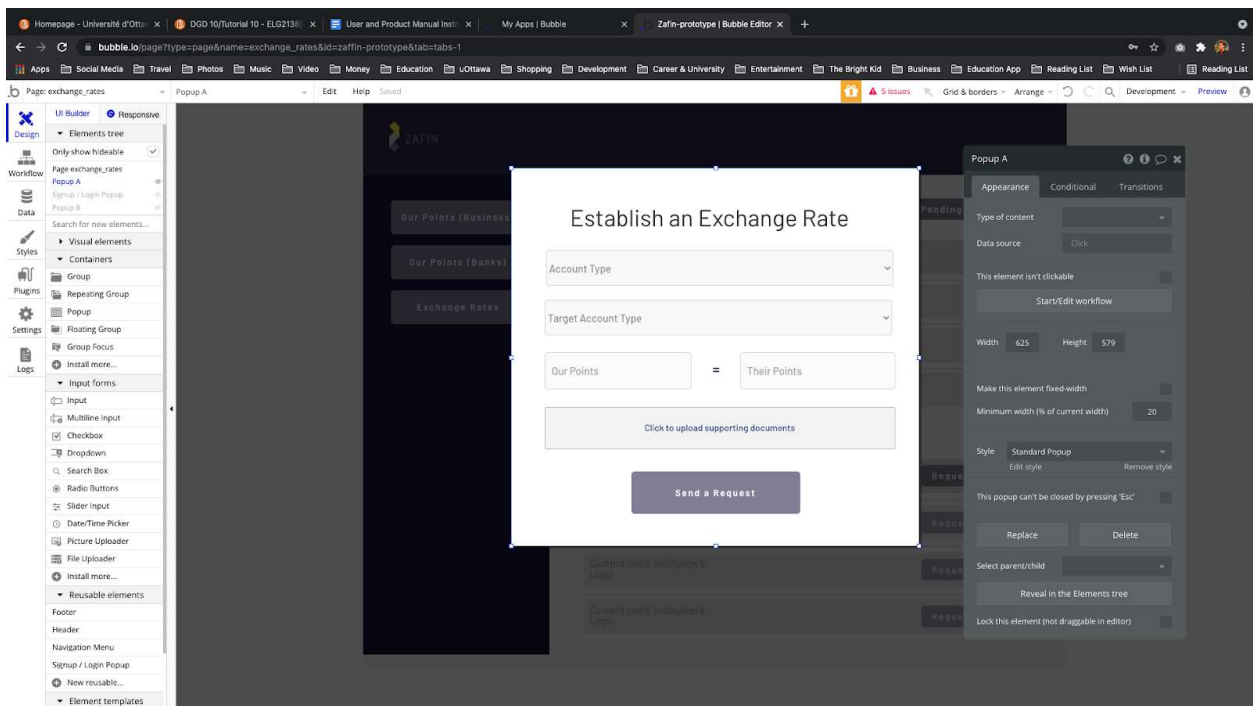 Homepage - Université d'Otta
DGD 10/Tutorial 10 - ELG2138
User and Product Manual Instr
My Apps | Bubble
Zafin-prototype | Bubble Editor
bubble.io/page?type=page&name=exchange_rates&id=zaffin-prototype&tab=tabs-1
Apps Social Media Travel Photos Music Video Money Education uOttawa Shopping Development Career & University Entertainment The Bright Kid Business Education App Reading List Wish List Reading List
Page: exchange_rates Popup A Edit Help Saved 5 issues Grid & borders Arrange Development Preview
Design
Workflow
Data
Styles
Plugins
Settings
Logs
UI Builder Responsive
Elements tree
Only show hideable
Page exchange_rates
Popup A
Signup / Login Popup
Popup B
Search for new elements...
Visual elements
Containers
Group
Repeating Group
Popup
Floating Group
Group Focus
Install more...
Input forms
Input
Multiline Input
Checkbox
Dropdown
Search Box
Radio Buttons
Slider Input
Date/Time Picker
Picture Uploader
File Uploader
Install more...
Reusable elements
Footer
Header
Navigation Menu
Signup / Login Popup
New reusable...
Element templates
ZAFIN
Our Points (Business
Our Points (Banks)
Exchange Rates
Pending
Establish an Exchange Rate
Account Type
Target Account Type
Our Points = Their Points
Click to upload supporting documents
Send a Request
Reque
Reque
Current cell's Institution's
Logo
Reque
Current cell's Institution's
Logo
Reque
Popup A
Appearance Conditional Transitions
Type of content
Data source Click
This element isn't clickable
Start/Edit workflow
Width 625 Height 579
Make this element fixed-width
Minimum width (% of current width) 20
Style Standard Popup
Edit style Remove style
This popup can't be closed by pressing 'Esc'
Replace Delete
Select parent/child
Reveal in the Elements tree
Lock this element (not draggable in editor)